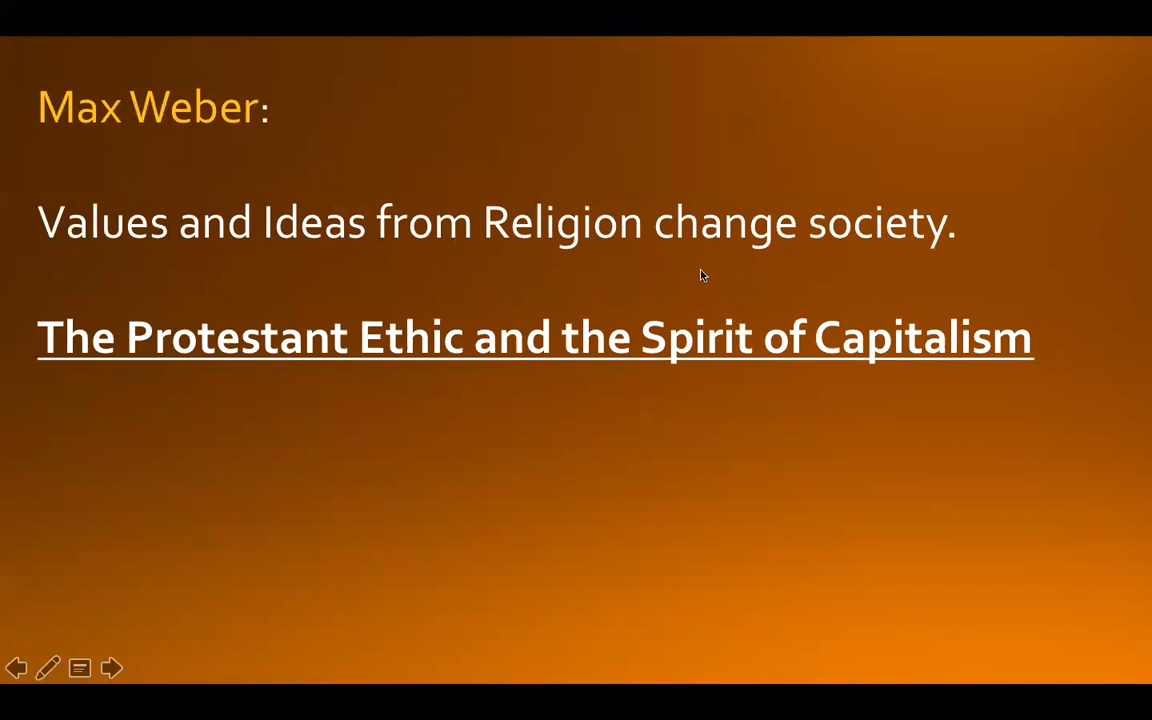 Max Weber:
Values and Ideas from Religion change society.
The Protestant Ethic and the Spirit of Capitalism